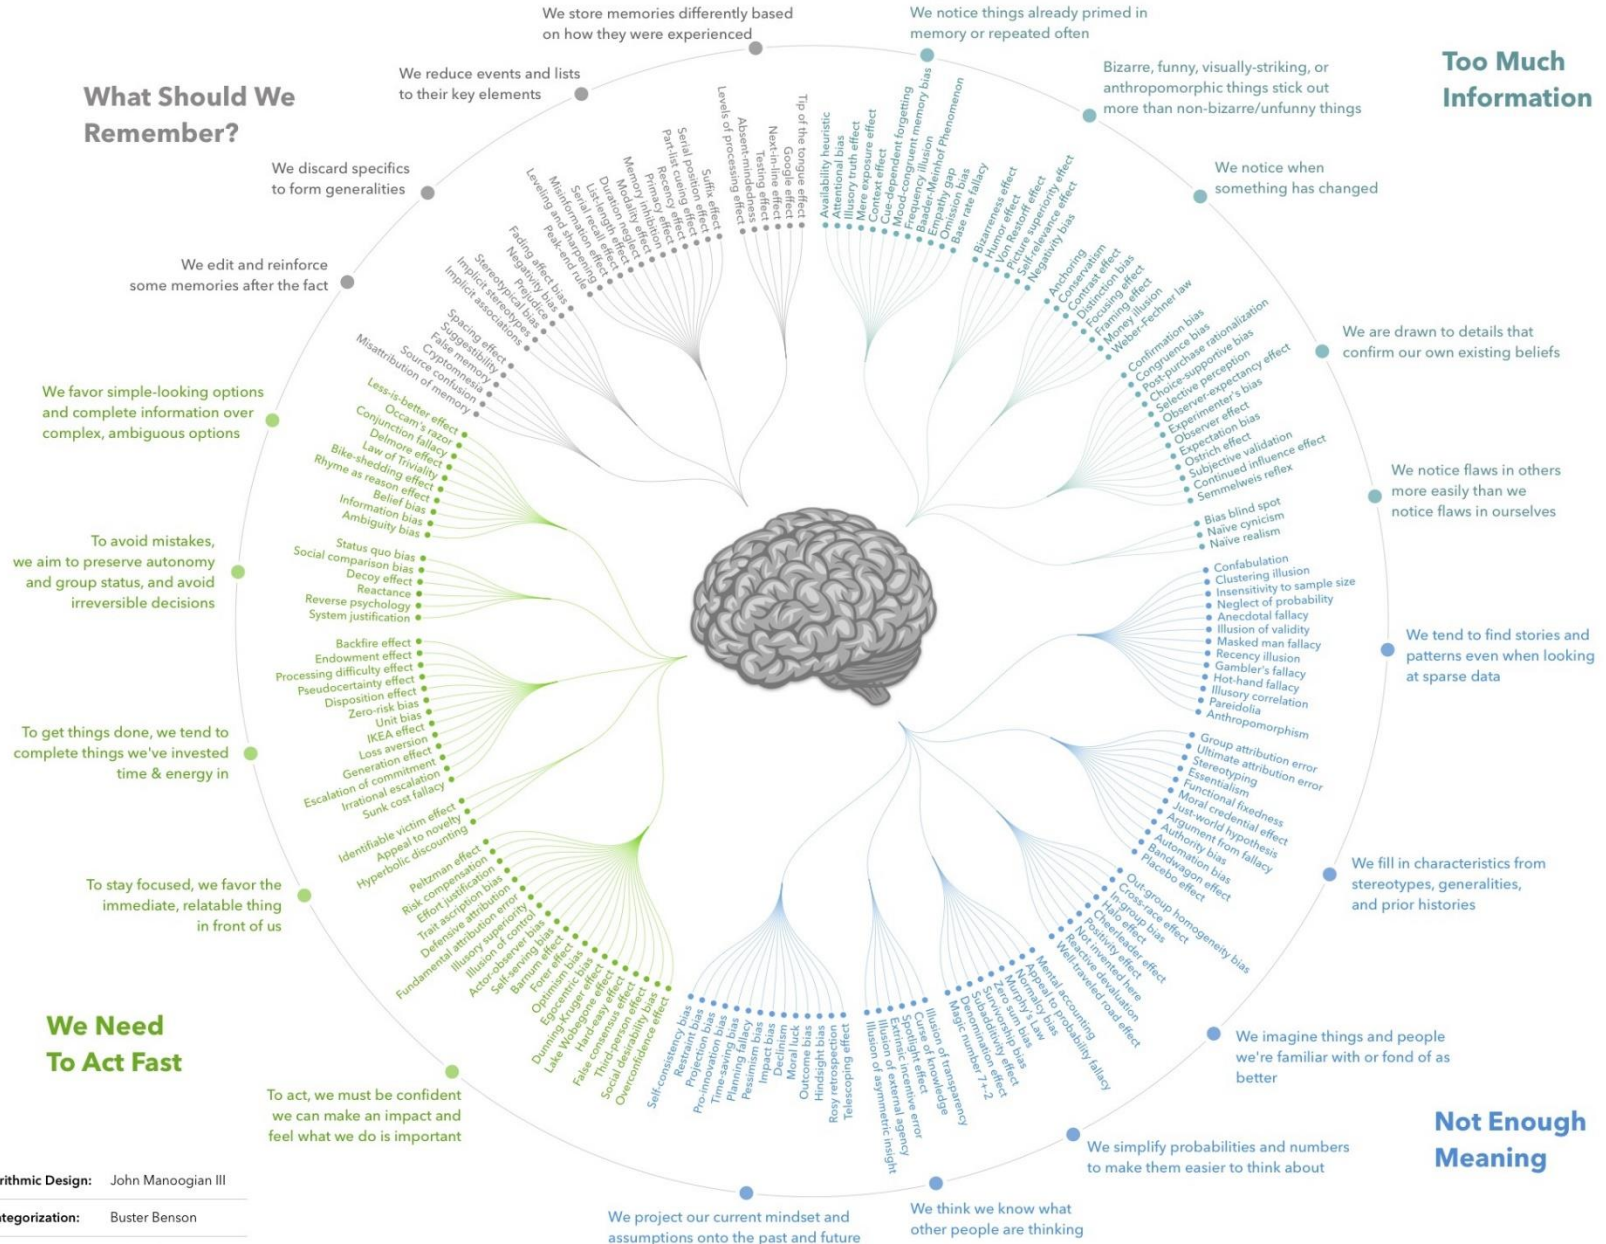 We store memories differently based
on how they were experienced
We notice things already primed in
memory or repeated often
Too Much
Information
Bizarre, funny, visually-striking, or
anthropomorphic things stick out
more than non-bizarre/unfunny things
We reduce events and lists
to their key elements
What Should We
Remember?
We discard specifics
to form generalities
We notice when
something has changed
We edit and reinforce
some memories after the fact
We are drawn to details that
confirm our own existing beliefs
We favor simple-looking options
and complete information over
complex, ambiguous options
We notice flaws in others
more easily than we
notice flaws in ourselves
To avoid mistakes,
we aim to preserve autonomy
and group status, and avoid
irreversible decisions
We tend to find stories and
patterns even when looking
at sparse data
To get things done, we tend to
complete things we've invested
time & energy in
We fill in characteristics from
stereotypes, generalities,
and prior histories
To stay focused, we favor the
immediate, relatable thing
in front of us
We Need
To Act Fast
We imagine things and people
we're familiar with or fond of as
better
To act, we must be confident
we can make an impact and
feel what we do is important
Not Enough
Meaning
We simplify probabilities and numbers
to make them easier to think about
We think we know what
other people are thinking
We project our current mindset and
assumptions onto the past and future
Availability heuristic
Attentional bias
Illusory truth effect
Mere exposure effect
Context effect
Cue-dependent forgetting
Mood-congruent memory bias
Frequency illusion
Baader-Meinhof Phenomenon
Empathy gap
Omission bias
Base rate fallacy
Bizarreness effect
Humor effect
Von Restorff effect
Picture superiority effect
Self-relevance effect
Negativity bias
Anchoring
Conservatism
Contrast effect
Distinction bias
Focusing effect
Framing effect
Money illusion
Weber–Fechner law
Confirmation bias
Congruence bias
Post-purchase rationalization
Choice-supportive bias
Selective perception
Observer-expectancy effect
Experimenter's bias
Observer effect
Expectation bias
Ostrich effect
Subjective validation
Continued influence effect
Semmelweis reflex
Bias blind spot
Naïve cynicism
Naïve realism
Confabulation
Clustering illusion
Insensitivity to sample size
Neglect of probability
Anecdotal fallacy
Illusion of validity
Masked man fallacy
Recency illusion
Gambler's fallacy
Hot-hand fallacy
Illusory correlation
Pareidolia
Anthropomorphism
Group attribution error
Ultimate attribution error
Stereotyping
Essentialism
Functional fixedness
Moral credential effect
Just-world hypothesis
Argument from fallacy
Authority bias
Automation bias
Bandwagon effect
Placebo effect
Out-group homogeneity bias
Cross-race effect
In-group bias
Halo effect
Cheerleader effect
Positivity effect
Not invented here
Reactive devaluation
Well-traveled road effect
Mental accounting
Appeal to probability fallacy
Normalcy bias
Murphy's Law
Zero sum bias
Survivorship bias
Subadditivity effect
Denomination effect
Magic number 7+-2
Illusion of transparency
Curse of knowledge
Spotlight effect
Extrinsic incentive error
Illusion of external agency
Illusion of asymmetric insight
Telescoping effect
Rosy retrospection
Hindsight bias
Outcome bias
Moral luck
Declinism
Impact bias
Pessimism bias
Planning fallacy
Time-saving bias
Pro-innovation bias
Projection bias
Restraint bias
Self-consistency bias
Overconfidence effect
Social desirability bias
Third-person effect
False consensus effect
Hard-easy effect
Lake Wobegone effect
Dunning-Kruger effect
Egocentric bias
Optimism bias
Forer effect
Barnum effect
Self-serving bias
Actor-observer bias
Illusion of control
Illusory superiority
Fundamental attribution error
Defensive attribution
Trait ascription bias
Effort justification
Risk compensation
Peltzman effect
Hyperbolic discounting
Appeal to novelty
Identifiable victim effect
Sunk cost fallacy
Irrational escalation
Escalation of commitment
Generation effect
Loss aversion
IKEA effect
Unit bias
Zero-risk bias
Disposition effect
Pseudocertainty effect
Processing difficulty effect
Endowment effect
Backfire effect
System justification
Reverse psychology
Reactance
Decoy effect
Social comparison bias
Status quo bias
Ambiguity bias
Information bias
Belief bias
Rhyme as reason effect
Bike-shedding effect
Law of Triviality
Delmore effect
Conjunction fallacy
Occam's razor
Less-is-better effect
Misattribution of memory
Source confusion
Cryptomnesia
False memory
Suggestibility
Spacing effect
Implicit associations
Implicit stereotypes
Stereotypical bias
Prejudice
Negativity bias
Fading affect bias
Peak-end rule
Leveling and sharpening
Misinformation effect
Serial recall effect
List-length effect
Duration neglect
Modality effect
Memory inhibition
Primacy effect
Recency effect
Part-list cueing effect
Serial position effect
Suffix effect
Levels of processing effect
Absent-mindedness
Testing effect
Next-in-line effect
Google effect
Tip of the tongue effect
rithmic Design: John Manoogian III
tegorization: Buster Benson